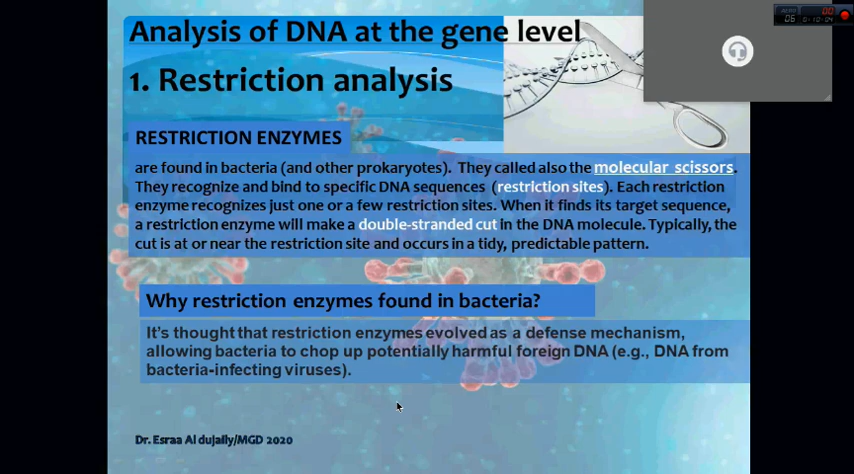 Analysis of DNA at the gene level
1. Restriction analysis
RESTRICTION ENZYMES
are found in bacteria (and other prokaryotes). They called also the molecular scissors.
They recognize and bind to specific DNA sequences (restriction sites). Each restriction
enzyme recognizes just one or a few restriction sites. When it finds its target sequence,
a restriction enzyme will make a double-stranded cut in the DNA molecule. Typically, the
cut is at or near the restriction site and occurs in a tidy, predictable pattern.
Why restriction enzymes found in bacteria?
It's thought that restriction enzymes evolved as a defense mechanism,
allowing bacteria to chop up potentially harmful foreign DNA (e.g., DNA from
bacteria-infecting viruses).
Dr. Esraa Al dujaily/MGD 2020